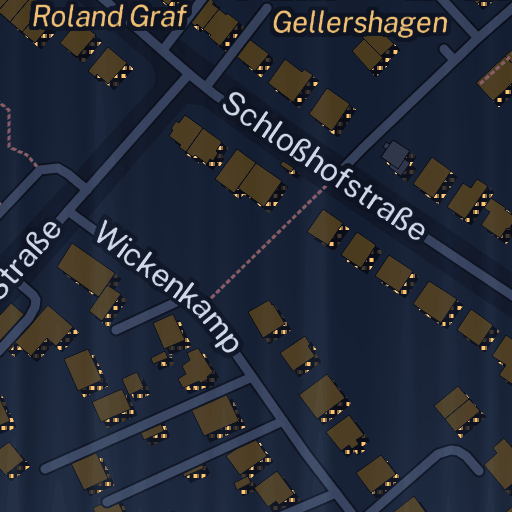 Roland Graf
Gellershagen
Schloßhofstraße
Straße
Wickenkamp